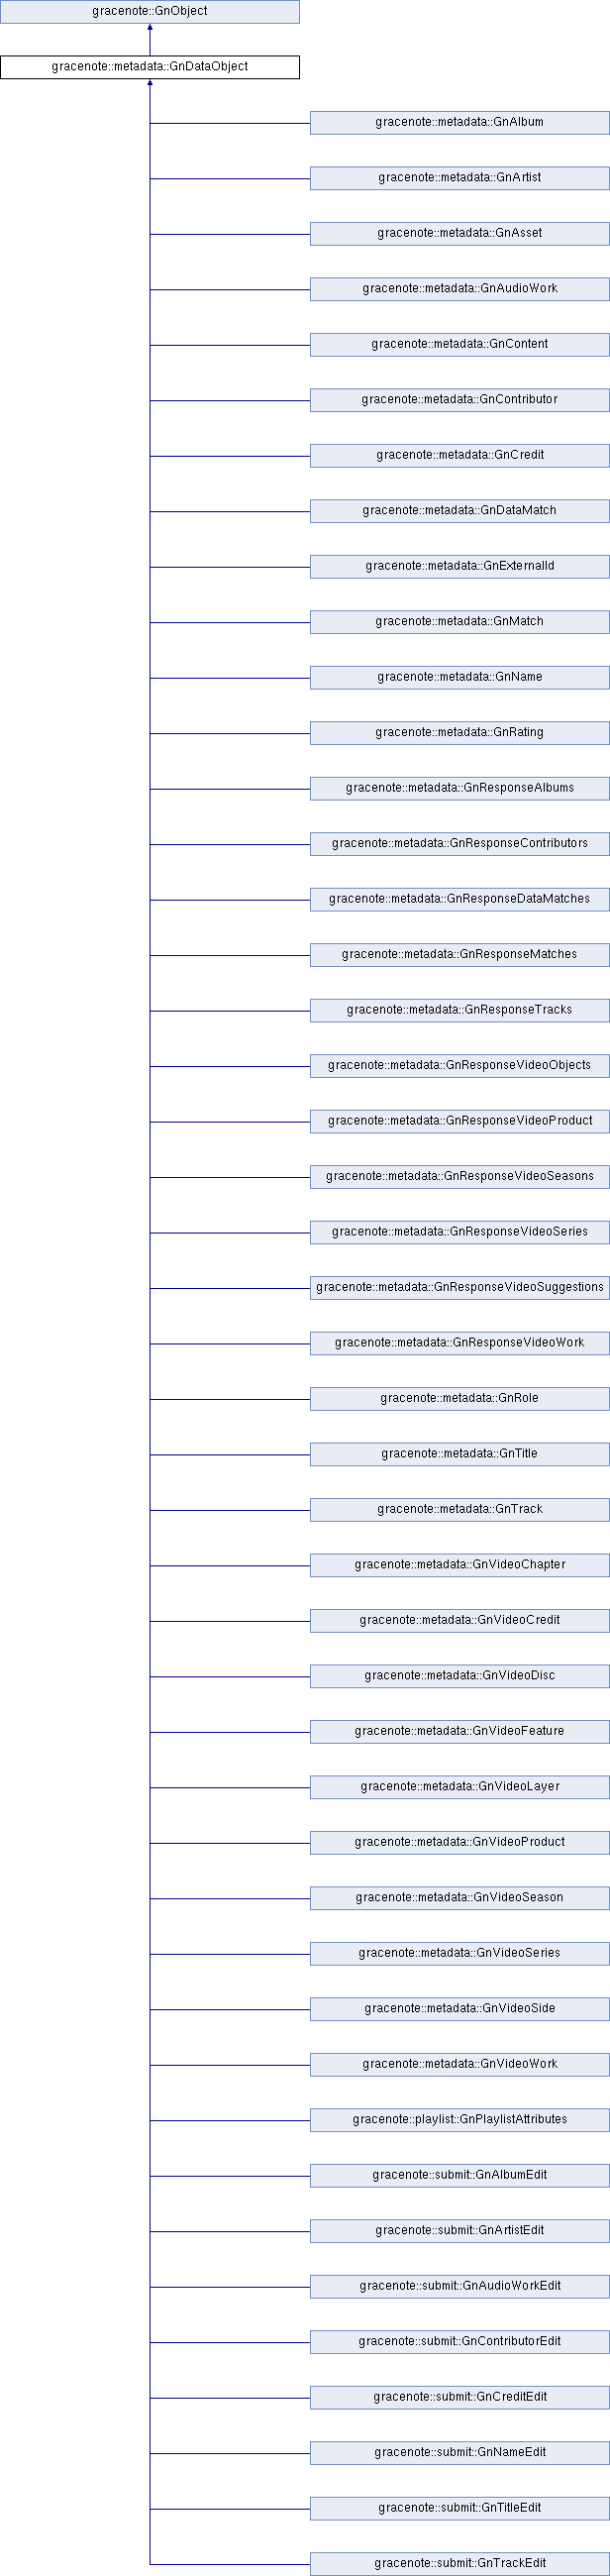 gracenote::GnObject
gracenote::metadata::GnDataObject
gracenote::metadata::GnAlbum
gracenote::metadata::GnArtist
gracenote::metadata::GnAsset
gracenote::metadata::GnAudioWork
gracenote::metadata::GnContent
gracenote::metadata::GnContributor
gracenote::metadata::GnCredit
gracenote::metadata::GnDataMatch
gracenote::metadata::GnExternalId
gracenote::metadata::GnMatch
gracenote::metadata::GnName
gracenote::metadata::GnRating
gracenote::metadata::GnResponseAlbums
gracenote::metadata::GnResponseContributors
gracenote::metadata::GnResponseDataMatches
gracenote::metadata::GnResponseMatches
gracenote::metadata::GnResponseTracks
gracenote::metadata::GnResponseVideoObjects
gracenote::metadata::GnResponseVideoProduct
gracenote::metadata::GnResponseVideoSeasons
gracenote::metadata::GnResponseVideoSeries
gracenote::metadata::GnResponseVideoSuggestions
gracenote::metadata::GnResponseVideoWork
gracenote::metadata::GnRole
gracenote::metadata::GnTitle
gracenote::metadata::GnTrack
gracenote::metadata::GnVideoChapter
gracenote::metadata::GnVideoCredit
gracenote::metadata::GnVideoDisc
gracenote::metadata::GnVideoFeature
gracenote::metadata::GnVideoLayer
gracenote::metadata::GnVideoProduct
gracenote::metadata::GnVideoSeason
gracenote::metadata::GnVideoSeries
gracenote::metadata::GnVideoSide
gracenote::metadata::GnVideoWork
gracenote::playlist::GnPlaylistAttributes
gracenote::submit::GnAlbumEdit
gracenote::submit::GnArtistEdit
gracenote::submit::GnAudioWorkEdit
gracenote::submit::GnContributorEdit
gracenote::submit::GnCreditEdit
gracenote::submit::GnNameEdit
gracenote::submit::GnTitleEdit
gracenote::submit::GnTrackEdit